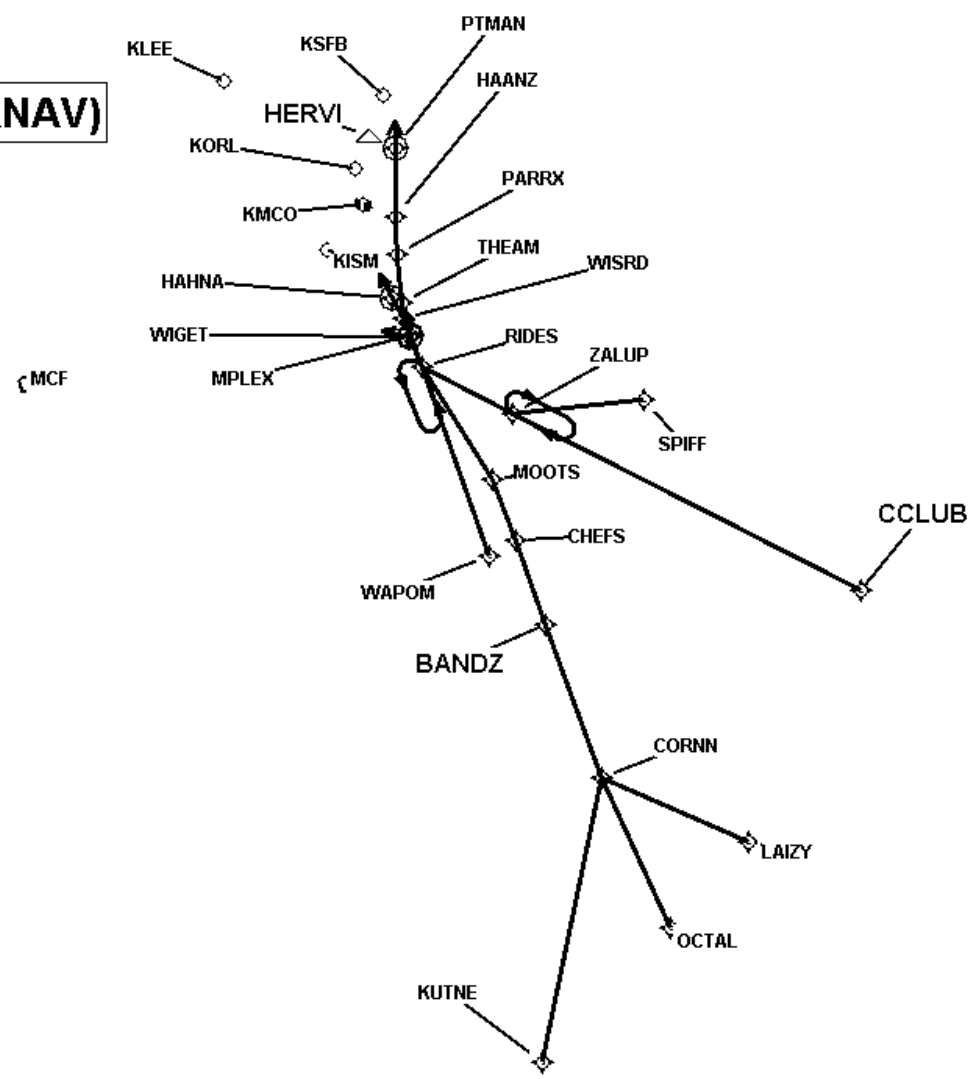 PTMAN
KLEE
KSFB
HAANZ
NAV)
HERVI
KORL
PARRX
KMCO
THEAM
KISM
WISRD
HAHNA
WIGET
RIDES
ZALUP
MPLEX
MCF
SPIFF
MOOTS
CCLUB
CHEFS
WAPOM
BANDZ
CORNN
LAIZY
OCTAL
KUTNE